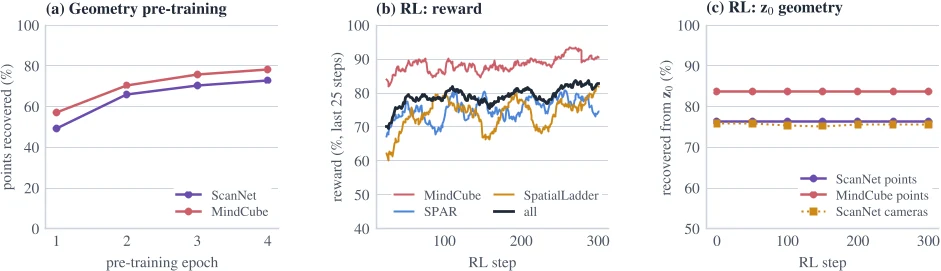 (a) Geometry pre-training
points recovered (%)
100
80
60
40
20
0
1 2 3 4
pre-training epoch
ScanNet
MindCube
(b) RL: reward
reward (%, last 25 steps)
100
90
80
70
60
50
40
100 200 300
RL step
MindCube
SPAR
SpatialLadder
all
(c) RL: z₀ geometry
recovered from z₀ (%)
100
90
80
70
60
50
0 100 200 300
RL step
ScanNet points
MindCube points
ScanNet cameras